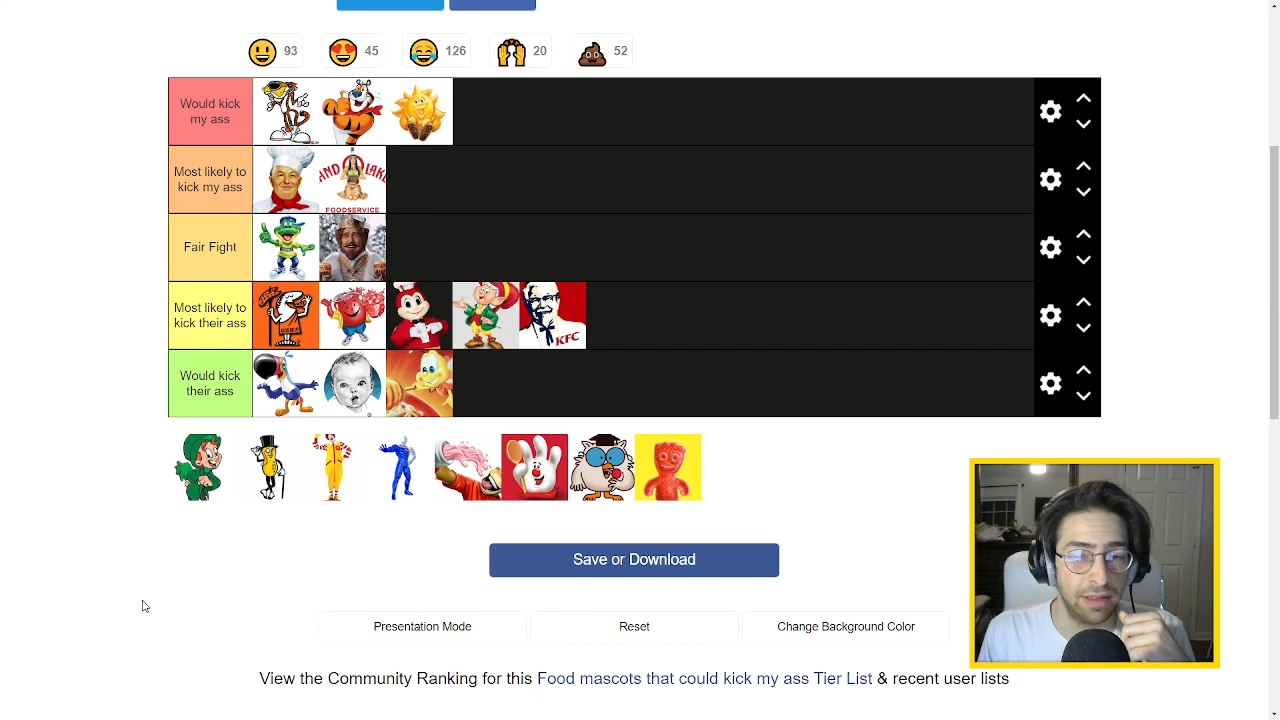 93
45
126
20
52
Would kick
my ass
Most likely to
kick my ass
AND O LAKE
FOODSERVICE
Fair Fight
Most likely to
kick their ass
KFC
Would kick
their ass
Save or Download
Presentation Mode
Reset
Change Background Color
View the Community Ranking for this Food mascots that could kick my ass Tier List & recent user lists